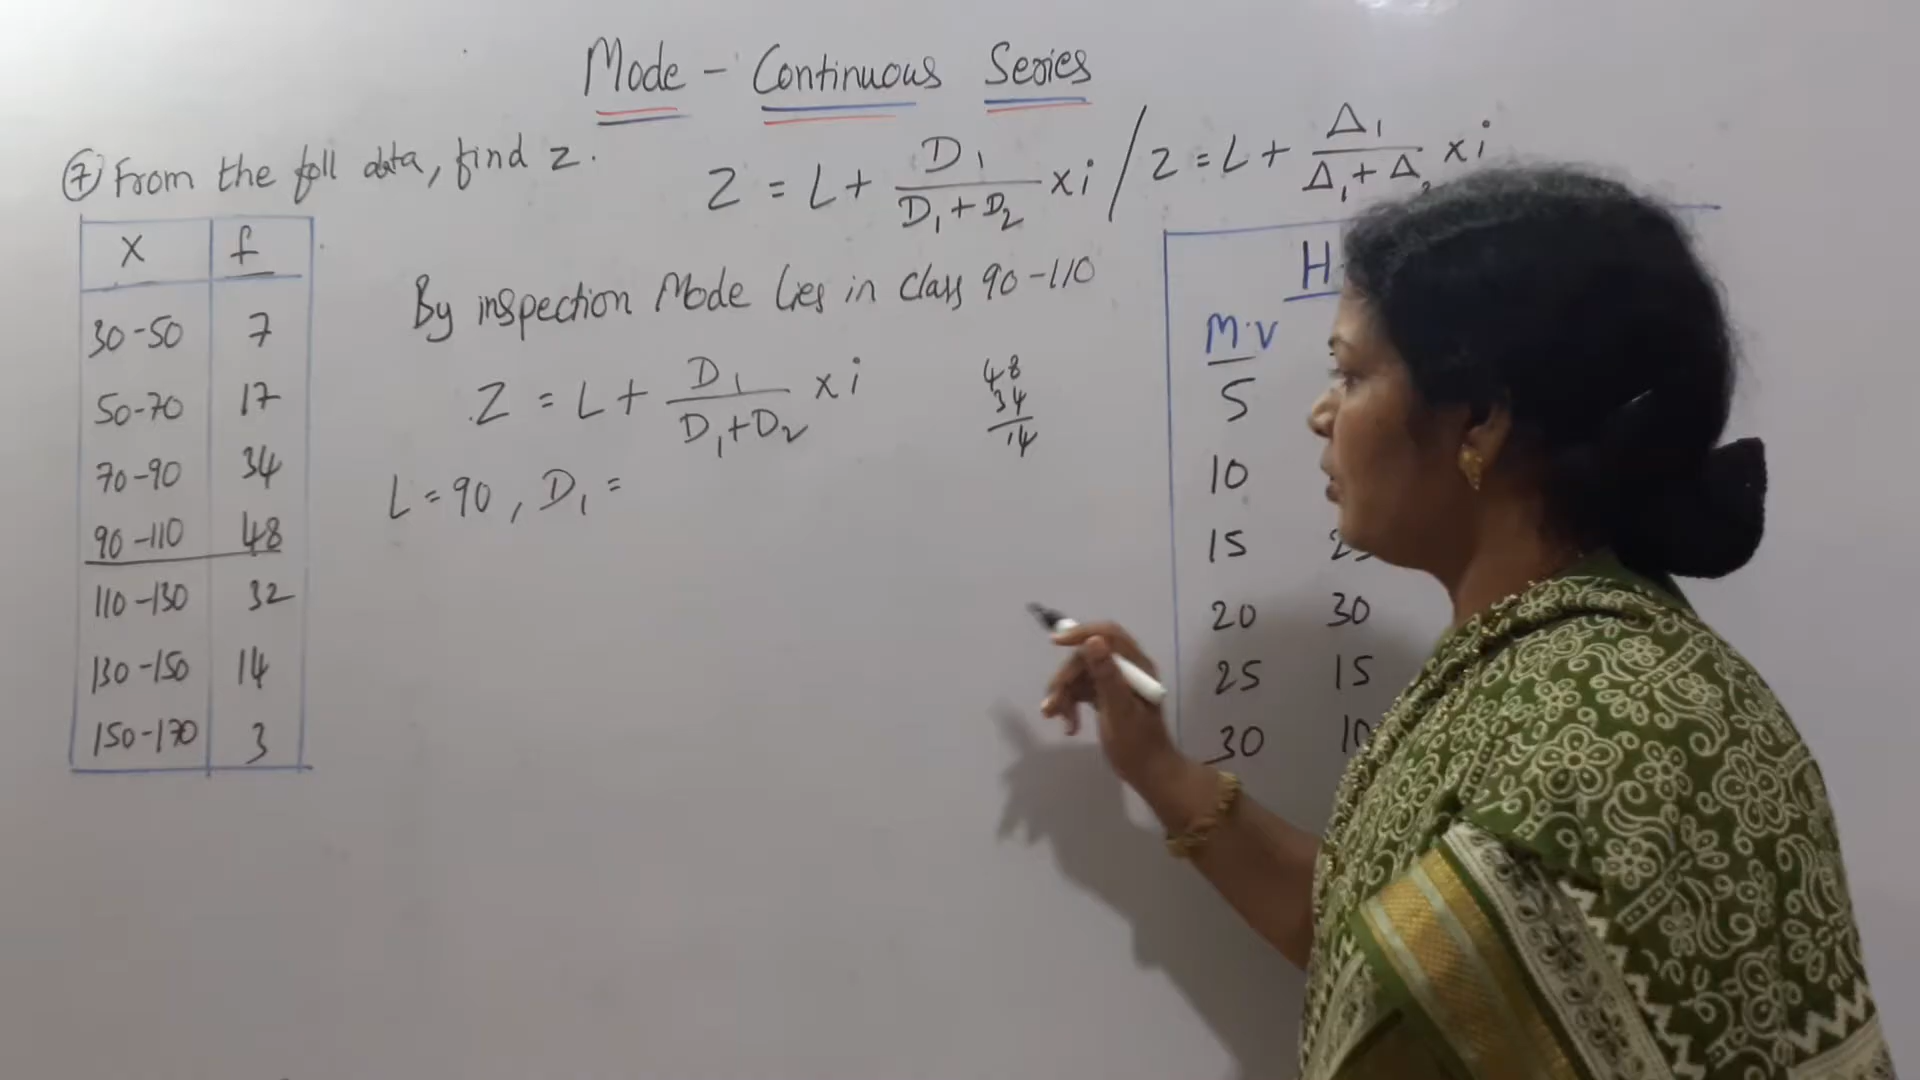 Mode - Continuous Series
⑦ From the foll data, find z.
Z = L + D₁ / D₁ + D₂ x i / Z = L + Δ₁ / Δ₁ + Δ₂ x i
X f
30-50 7
50-70 17
70-90 34
90-110 48
110-130 32
130-150 14
150-170 3
By inspection Mode Lies in class 90-110
Z = L + D₁ / D₁+D₂ x i
48
34
14
L = 90, D₁ =
H
M.V
5
10
15
20 30
25 15
30 10